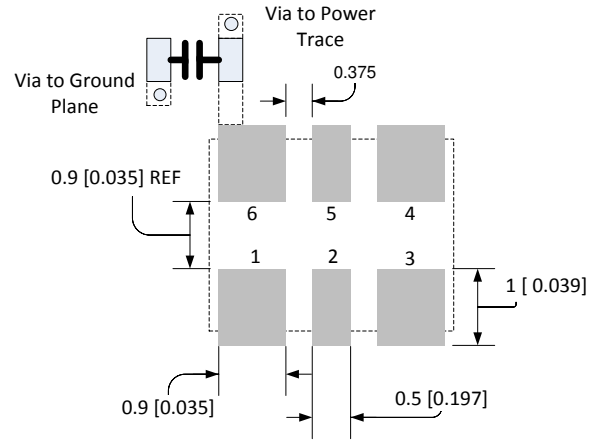 Via to Power
Trace
Via to Ground
Plane
0.375
0.9 [0.035] REF
6 5 4
1 2 3
1 [ 0.039]
0.9 [0.035]
0.5 [0.197]